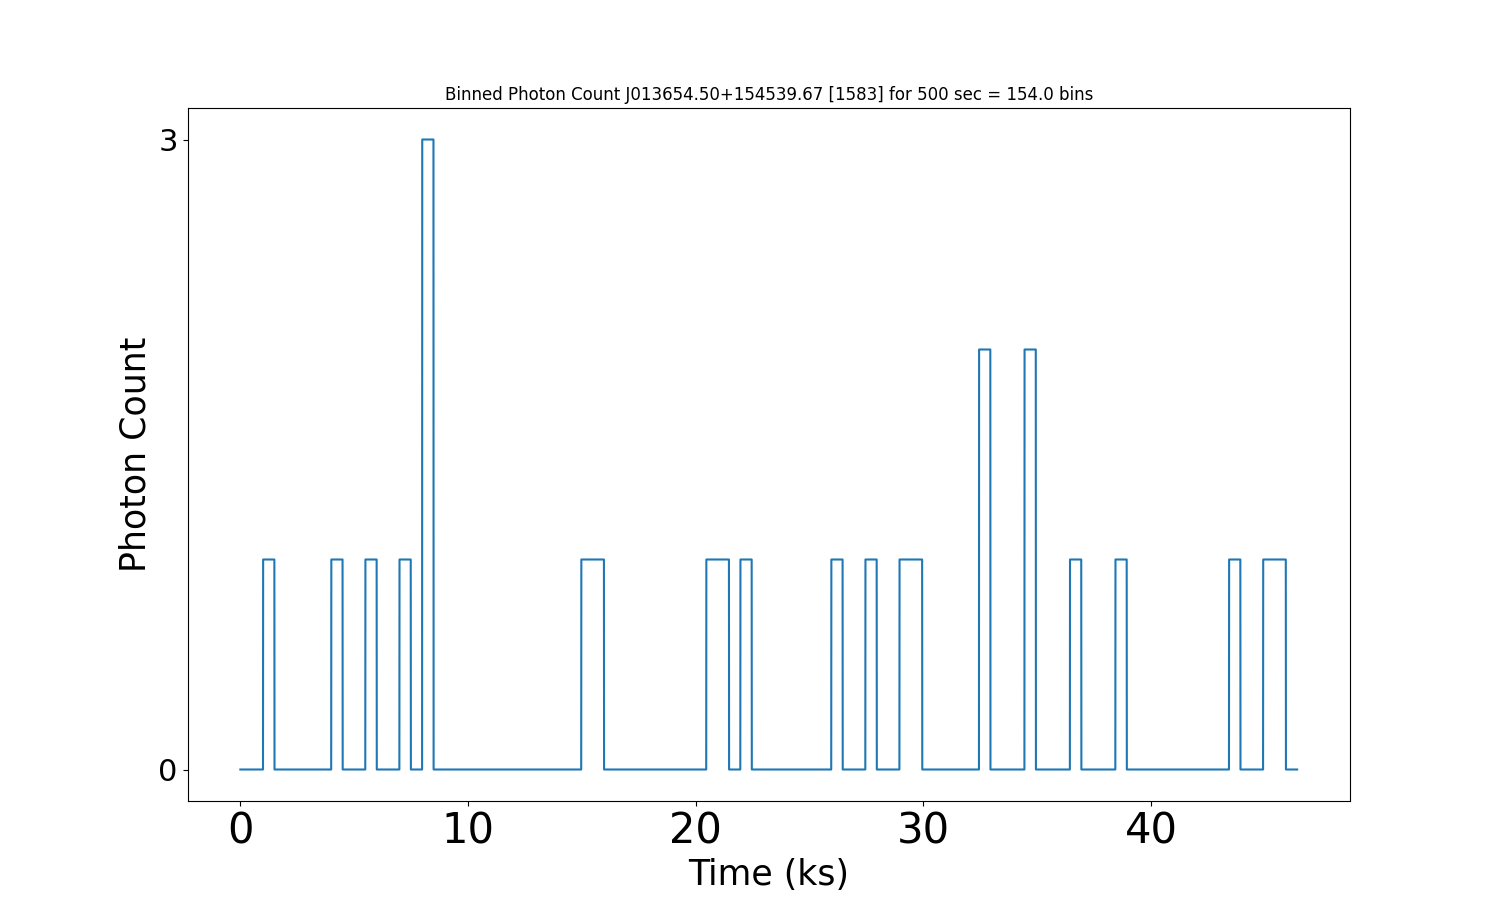 Binned Photon Count J013654.50+154539.67 [1583] for 500 sec = 154.0 bins
3
Photon Count
0
0 10 20 30 40
Time (ks)